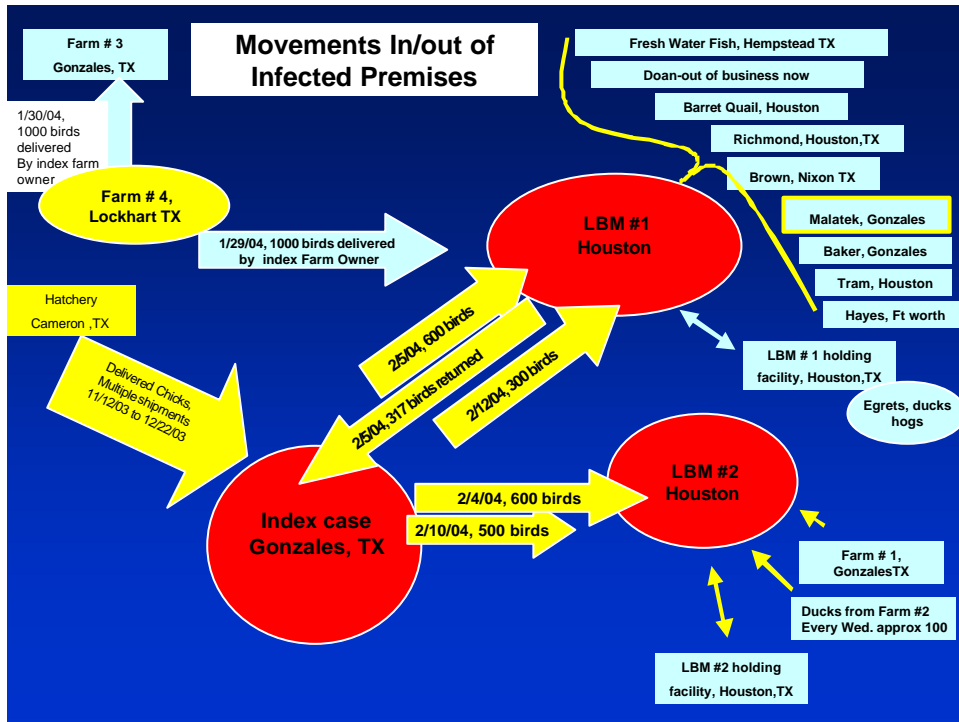 Movements In/out of
Infected Premises
Farm # 3
Gonzales, TX
1/30/04,
1000 birds
delivered
By index farm
owner
Farm # 4,
Lockhart TX
1/29/04, 1000 birds delivered
by index Farm Owner
Hatchery
Cameron ,TX
Delivered Chicks,
Multiple shipments
11/12/03 to 12/22/03
Index case
Gonzales, TX
2/5/04, 600 birds
2/5/04, 317 birds returned
2/12/04, 300 birds
2/4/04, 600 birds
2/10/04, 500 birds
LBM #1
Houston
LBM #2
Houston
Fresh Water Fish, Hempstead TX
Doan-out of business now
Barret Quail, Houston
Richmond, Houston,TX
Brown, Nixon TX
Malatek, Gonzales
Baker, Gonzales
Tram, Houston
Hayes, Ft worth
LBM # 1 holding
facility, Houston,TX
Egrets, ducks
hogs
Farm # 1,
GonzalesTX
Ducks from Farm #2
Every Wed. approx 100
LBM #2 holding
facility, Houston,TX